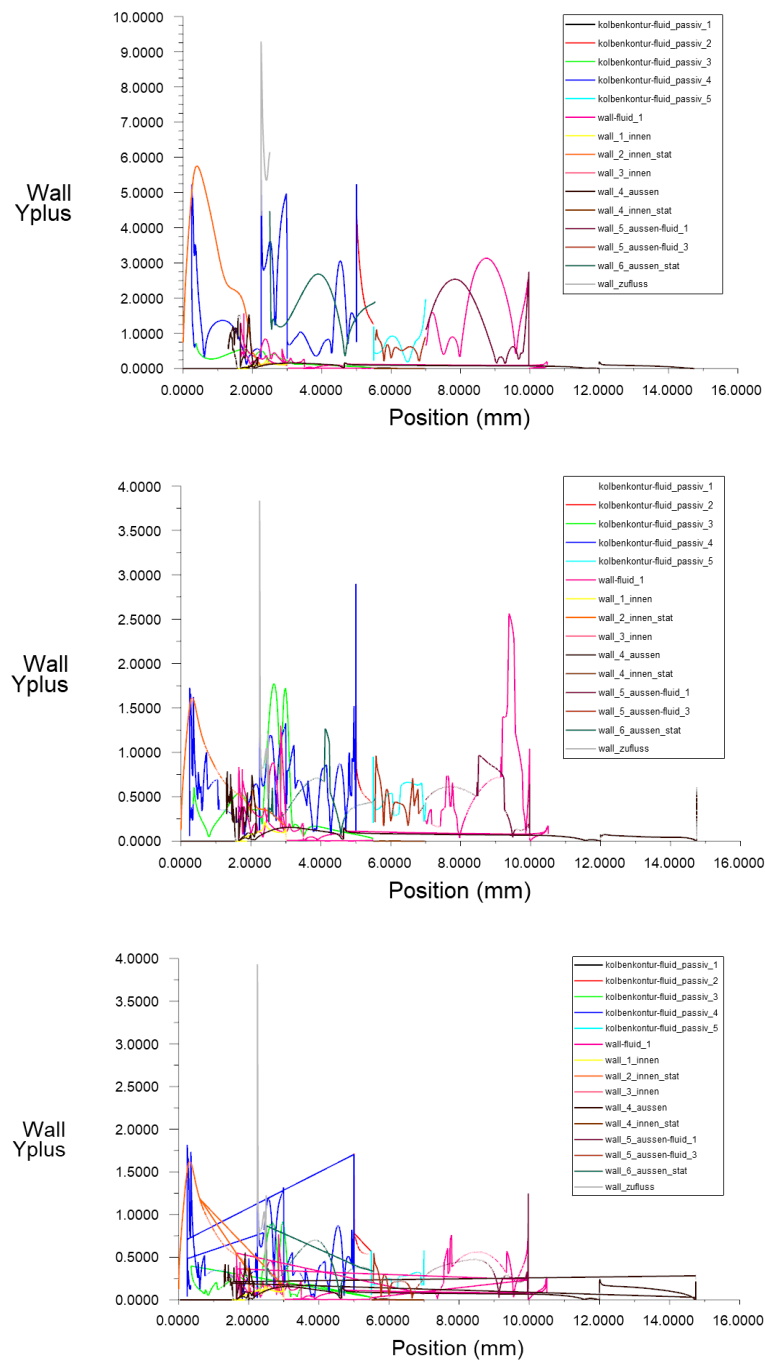 10.0000
9.0000
8.0000
7.0000
6.0000
5.0000
4.0000
3.0000
2.0000
1.0000
0.0000
Wall
Yplus
0.0000 2.0000 4.0000 6.0000 8.0000 10.0000 12.0000 14.0000 16.0000
Position (mm)
kolbenkontur-fluid_passiv_1
kolbenkontur-fluid_passiv_2
kolbenkontur-fluid_passiv_3
kolbenkontur-fluid_passiv_4
kolbenkontur-fluid_passiv_5
wall-fluid_1
wall_1_innen
wall_2_innen_stat
wall_3_innen
wall_4_aussen
wall_4_innen_stat
wall_5_aussen-fluid_1
wall_5_aussen-fluid_3
wall_6_aussen_stat
wall_zufluss
4.0000
3.5000
3.0000
2.5000
2.0000
1.5000
1.0000
0.5000
0.0000
Wall
Yplus
0.0000 2.0000 4.0000 6.0000 8.0000 10.0000 12.0000 14.0000 16.0000
Position (mm)
kolbenkontur-fluid_passiv_1
kolbenkontur-fluid_passiv_2
kolbenkontur-fluid_passiv_3
kolbenkontur-fluid_passiv_4
kolbenkontur-fluid_passiv_5
wall-fluid_1
wall_1_innen
wall_2_innen_stat
wall_3_innen
wall_4_aussen
wall_4_innen_stat
wall_5_aussen-fluid_1
wall_5_aussen-fluid_3
wall_6_aussen_stat
wall_zufluss
4.0000
3.5000
3.0000
2.5000
2.0000
1.5000
1.0000
0.5000
0.0000
Wall
Yplus
0.0000 2.0000 4.0000 6.0000 8.0000 10.0000 12.0000 14.0000 16.0000
Position (mm)
kolbenkontur-fluid_passiv_1
kolbenkontur-fluid_passiv_2
kolbenkontur-fluid_passiv_3
kolbenkontur-fluid_passiv_4
kolbenkontur-fluid_passiv_5
wall-fluid_1
wall_1_innen
wall_2_innen_stat
wall_3_innen
wall_4_aussen
wall_4_innen_stat
wall_5_aussen-fluid_1
wall_5_aussen-fluid_3
wall_6_aussen_stat
wall_zufluss